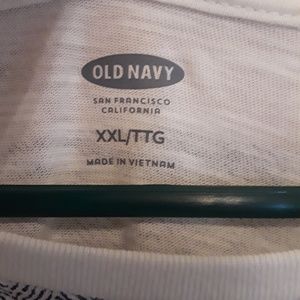 OLD NAVY
SAN FRANCISCO
CALIFORNIA
XXL/TTG
MADE IN VIETNAM